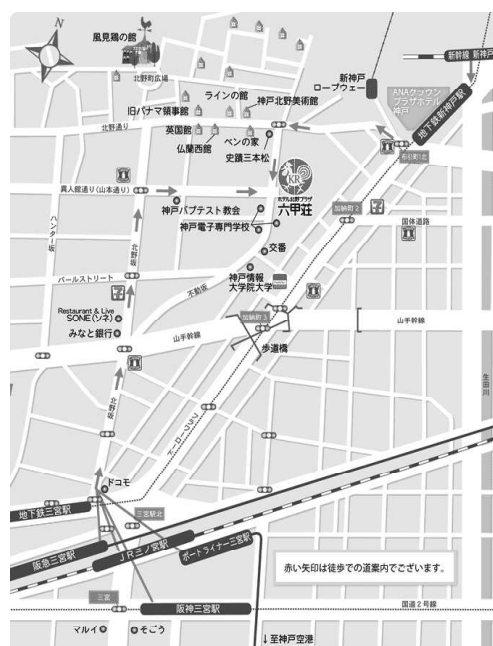 N
風見鶏の館
北野町広場
新幹線 新神戸
新神戸
ロープウェー
ANAクラウン
プラザホテル
神戸
地下鉄新神戸駅
ラインの館
神戸北野美術館
旧パナマ領事館
北野通り
英国館
仏蘭西館
ベンの家
史蹟三本松
布引町1北
KR
ホテル北野プラザ
六甲荘
異人館通り(山本通り)
神戸バプテスト教会
加納町2
神戸電子専門学校
国体道路
ハンター坂
北野坂
交番
パールストリート
不動坂
神戸情報
大学院大学
Restaurant & Live
SONE(ソネ)
みなと銀行
加納町3
山手幹線
山手幹線
歩道橋
生田川
北野坂
フラワーロード
ドコモ
地下鉄三宮駅
三宮駅北
阪急三宮駅
JR三ノ宮駅
ポートライナー三宮駅
赤い矢印は徒歩での道案内でございます。
三宮
阪神三宮駅
国道2号線
マルイ
そごう
↓至神戸空港